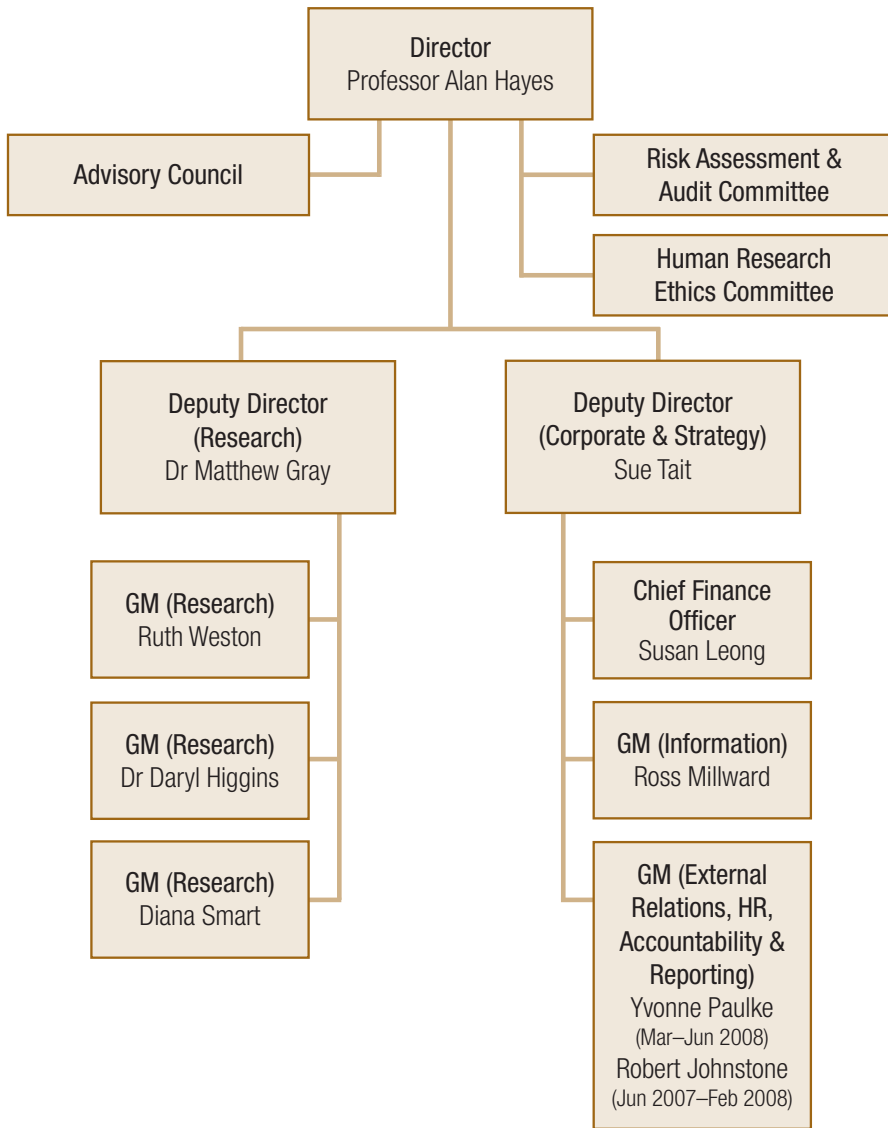 Director
Professor Alan Hayes
Advisory Council
Risk Assessment &
Audit Committee
Human Research
Ethics Committee
Deputy Director
(Research)
Dr Matthew Gray
Deputy Director
(Corporate & Strategy)
Sue Tait
GM (Research)
Ruth Weston
GM (Research)
Dr Daryl Higgins
GM (Research)
Diana Smart
Chief Finance
Officer
Susan Leong
GM (Information)
Ross Millward
GM (External
Relations, HR,
Accountability &
Reporting)
Yvonne Paulke
(Mar–Jun 2008)
Robert Johnstone
(Jun 2007–Feb 2008)